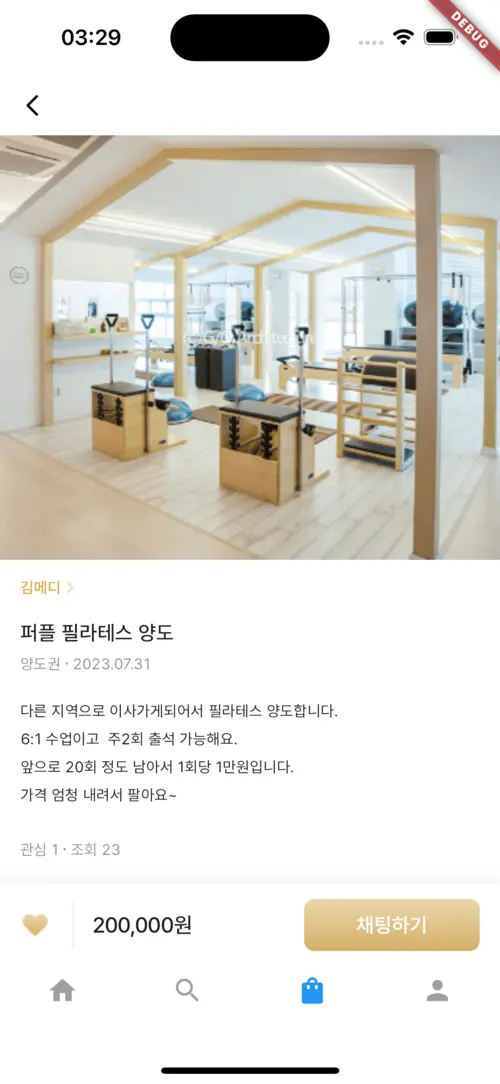 03:29
DEBUG
김메디
퍼플 필라테스 양도
양도권 · 2023.07.31
다른 지역으로 이사가게되어서 필라테스 양도합니다.
6:1 수업이고  주2회 출석 가능해요.
앞으로 20회 정도 남아서 1회당 1만원입니다.
가격 엄청 내려서 팔아요~
관심 1 · 조회 23
200,000원
채팅하기